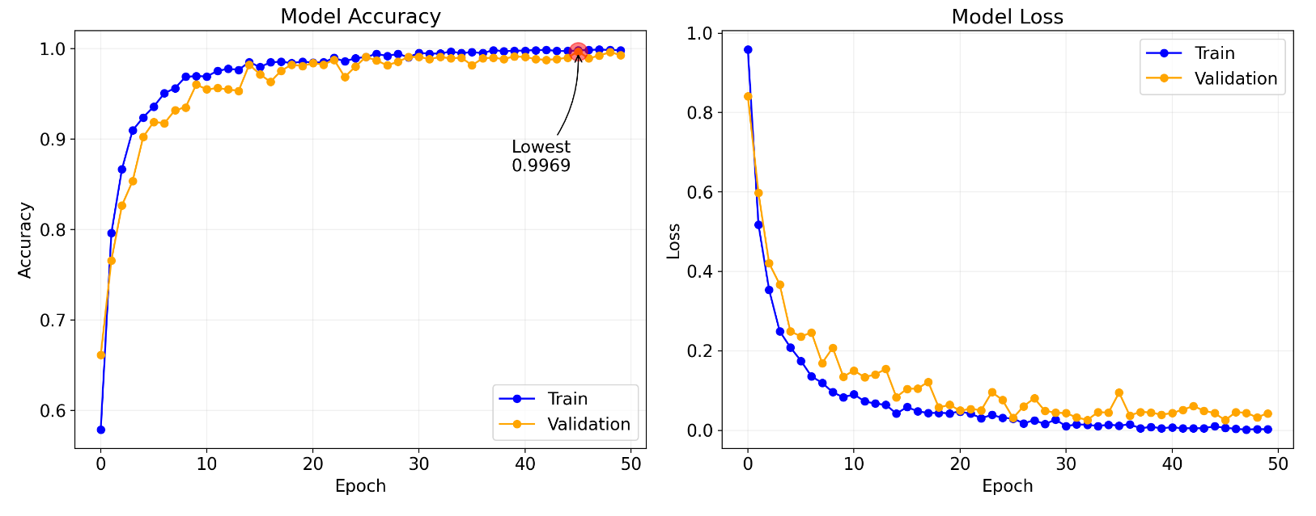 Model Accuracy
Accuracy
1.0
0.9
0.8
0.7
0.6
Lowest
0.9969
Train
Validation
0 10 20 30 40 50
Epoch
Model Loss
Loss
1.0
0.8
0.6
0.4
0.2
0.0
Train
Validation
0 10 20 30 40 50
Epoch